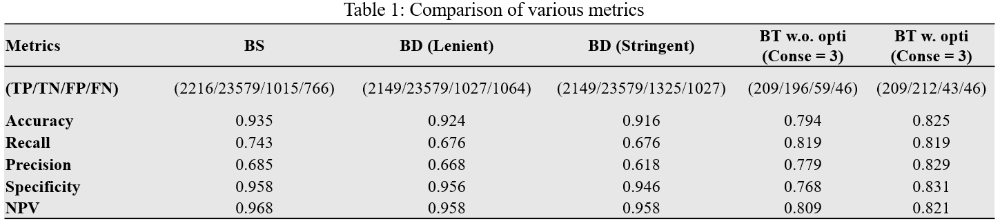 Table 1: Comparison of various metrics
Metrics BS BD (Lenient) BD (Stringent) BT w.o. opti (Conse = 3) BT w. opti (Conse = 3)
(TP/TN/FP/FN) (2216/23579/1015/766) (2149/23579/1027/1064) (2149/23579/1325/1027) (209/196/59/46) (209/212/43/46)
Accuracy 0.935 0.924 0.916 0.794 0.825
Recall 0.743 0.676 0.676 0.819 0.819
Precision 0.685 0.668 0.618 0.779 0.829
Specificity 0.958 0.956 0.946 0.768 0.831
NPV 0.968 0.958 0.958 0.809 0.821